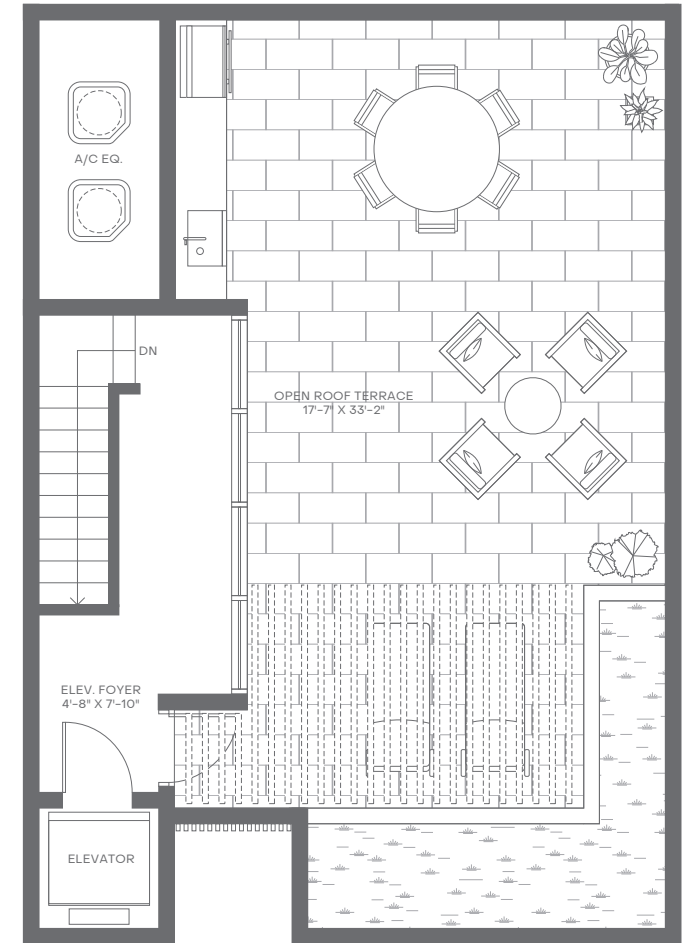 A/C EQ.
DN
OPEN ROOF TERRACE
17'-7" X 33'-2"
ELEV. FOYER
4'-8" X 7'-10"
ELEVATOR